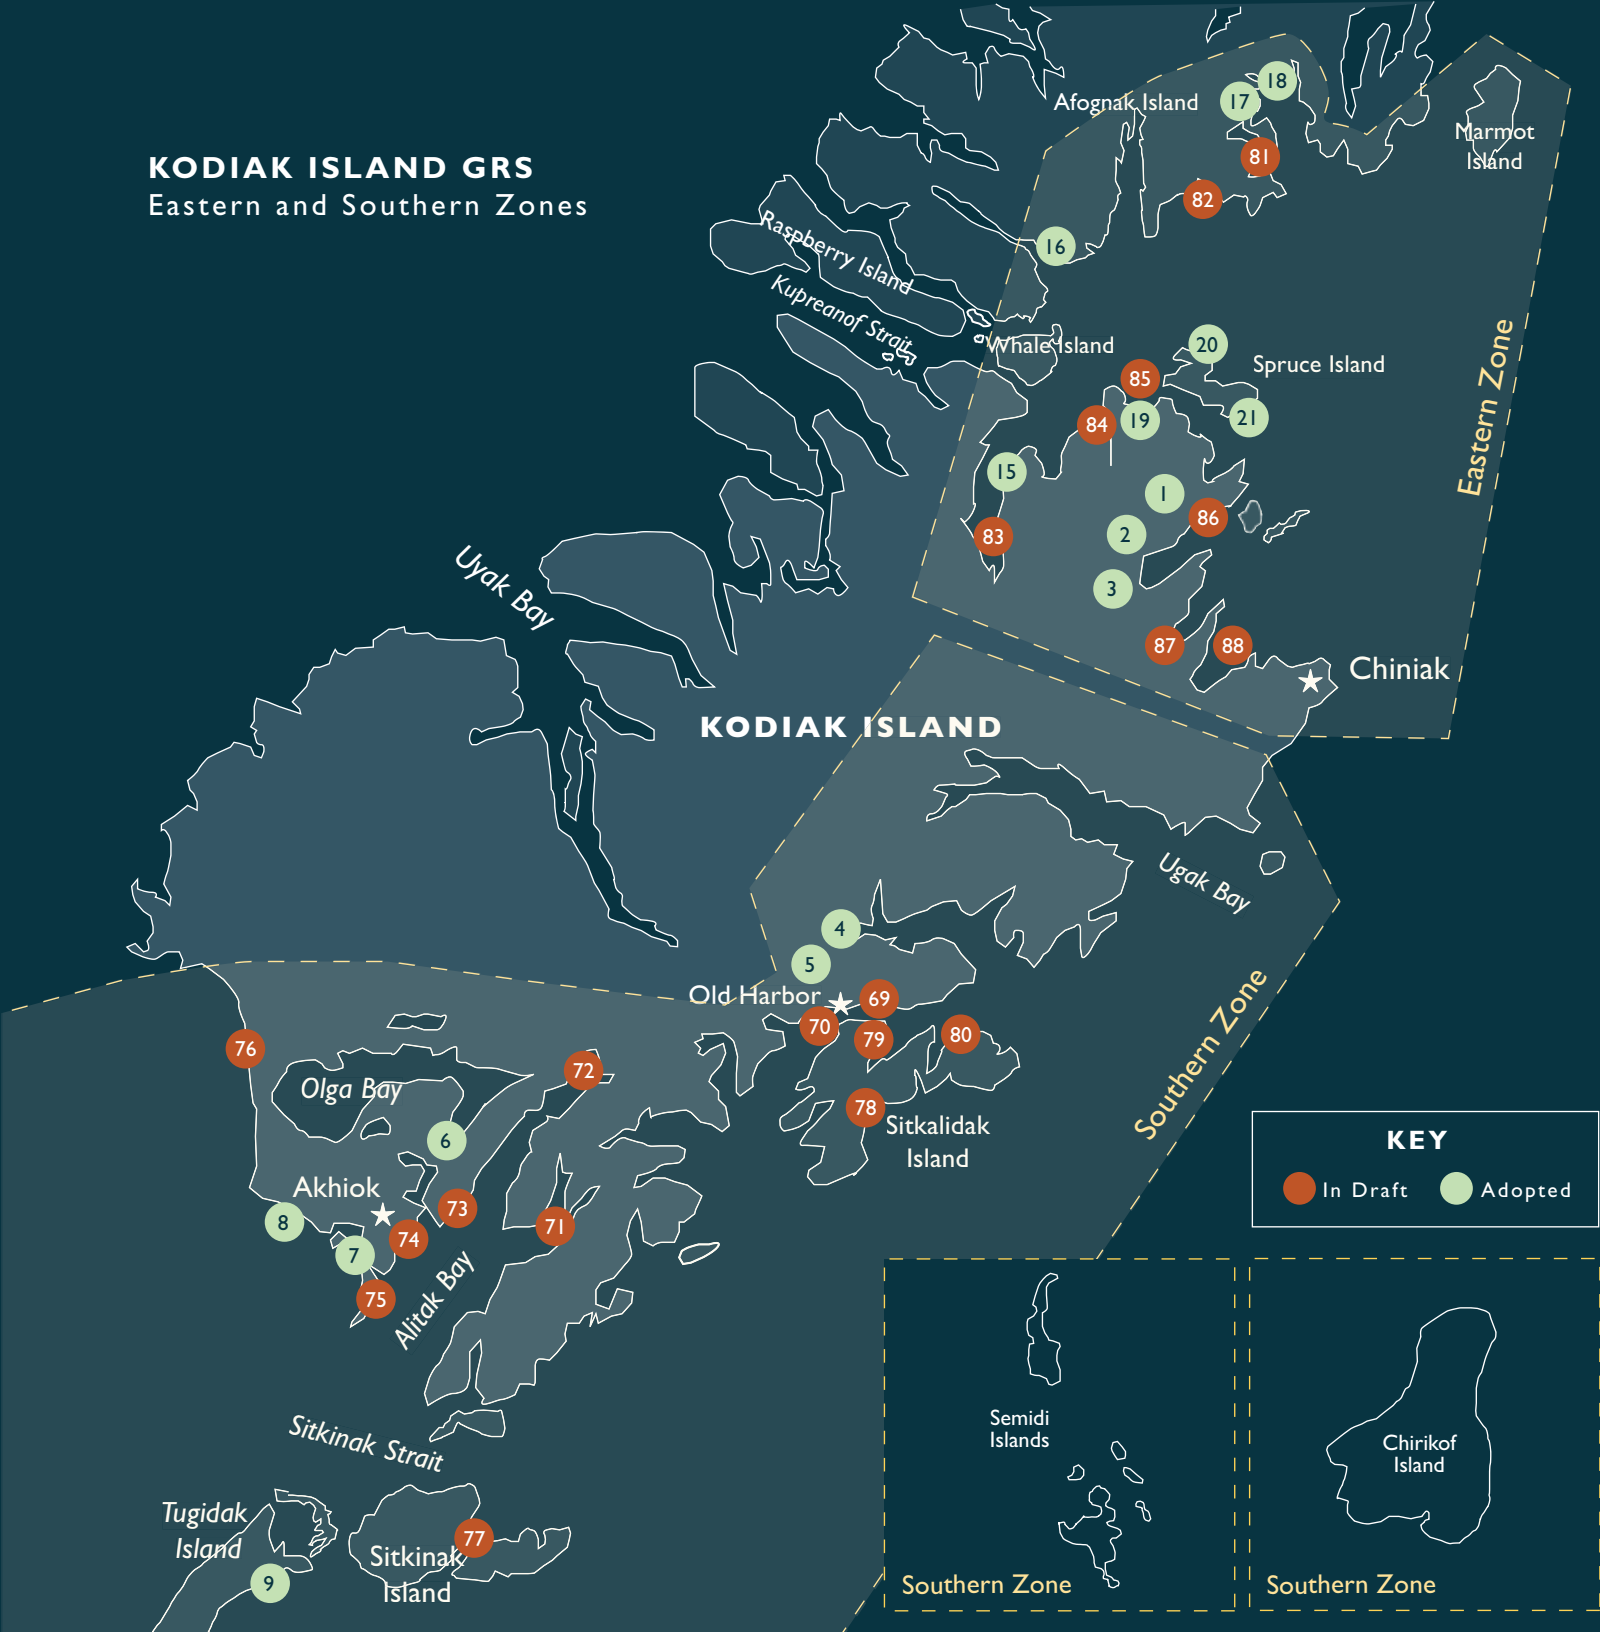 KODIAK ISLAND GRS
Eastern and Southern Zones
Afognak Island
18
17
Marmot
Island
81
82
16
Raspberry Island
Kupreanof Strait
Whale Island
20
Spruce Island
85
84
19
21
Eastern Zone
15
1
86
83
2
3
Uyak Bay
87
88
Chiniak
KODIAK ISLAND
Ugak Bay
4
5
Old Harbor
69
70
79
80
Southern Zone
76
72
Olga Bay
78
Sitkalidak
Island
6
Akhiok
73
8
71
74
7
75
Alitak Bay
KEY
In Draft
Adopted
Sitkinak Strait
Tugidak
Island
77
Sitkinak
Island
9
Semidi
Islands
Southern Zone
Chirikof
Island
Southern Zone